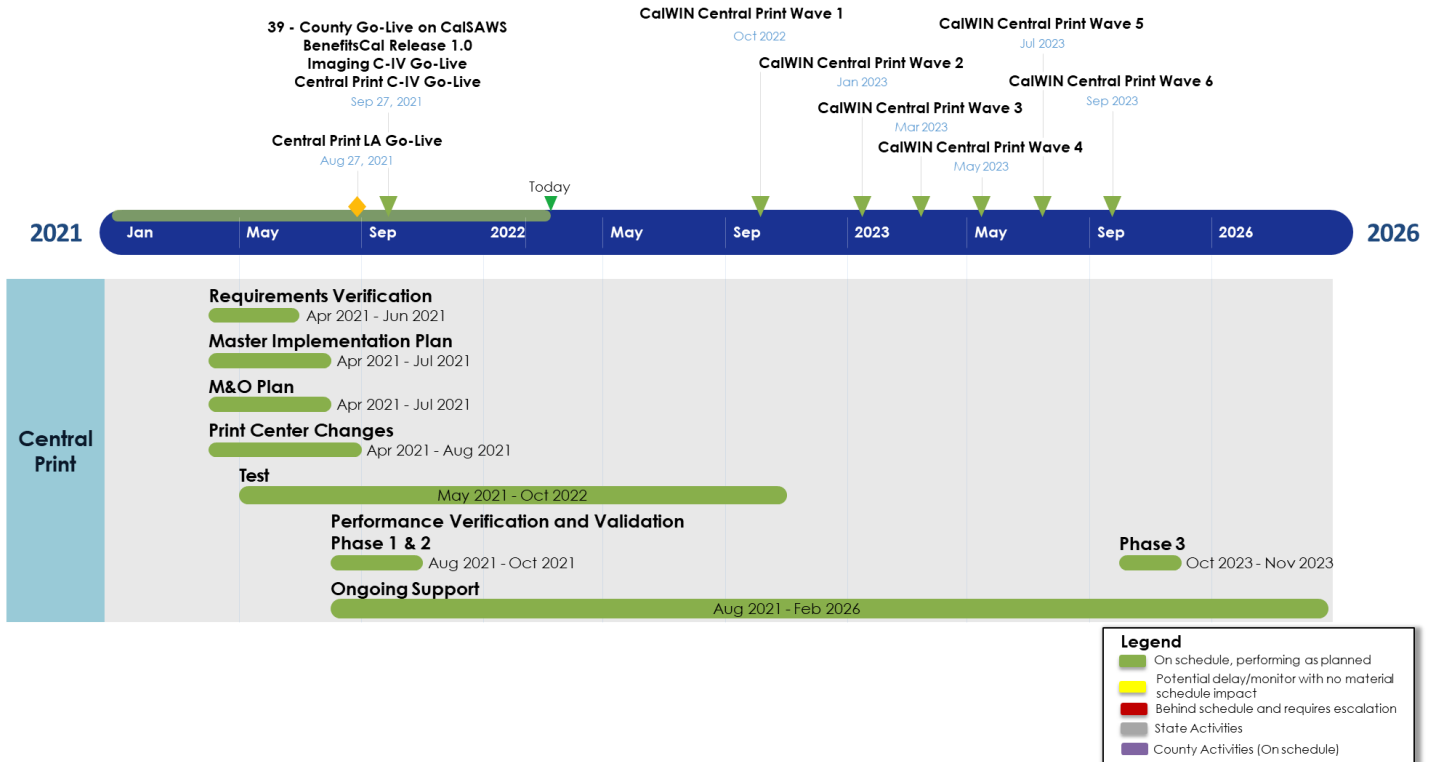 39 - County Go-Live on CalSAWS
BenefitsCal Release 1.0
Imaging C-IV Go-Live
Central Print C-IV Go-Live
Sep 27, 2021
Central Print LA Go-Live
Aug 27, 2021
CalWIN Central Print Wave 1
Oct 2022
CalWIN Central Print Wave 2
Jan 2023
CalWIN Central Print Wave 3
Mar 2023
CalWIN Central Print Wave 4
May 2023
CalWIN Central Print Wave 5
Jul 2023
CalWIN Central Print Wave 6
Sep 2023
Today
2021
Jan
May
Sep
2022
May
Sep
2023
May
Sep
2026
2026
Central
Print
Requirements Verification
Apr 2021 - Jun 2021
Master Implementation Plan
Apr 2021 - Jul 2021
M&O Plan
Apr 2021 - Jul 2021
Print Center Changes
Apr 2021 - Aug 2021
Test
May 2021 - Oct 2022
Performance Verification and Validation
Phase 1 & 2
Aug 2021 - Oct 2021
Phase 3
Oct 2023 - Nov 2023
Ongoing Support
Aug 2021 - Feb 2026
Legend
On schedule, performing as planned
Potential delay/monitor with no material
schedule impact
Behind schedule and requires escalation
State Activities
County Activities (On schedule)